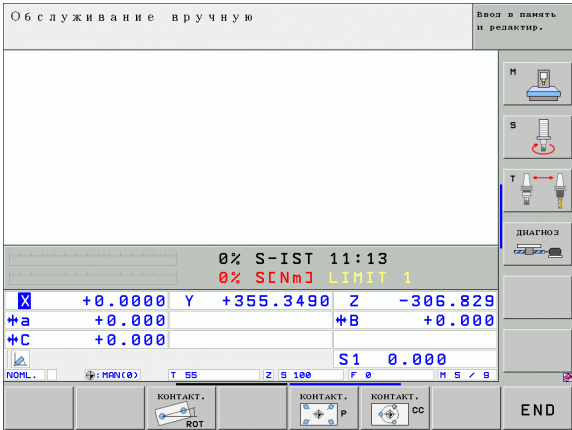 Обслуживание вручную
Ввод в память
и редактир.
M
S
T
ДИАГНОЗ
0% S-IST 11:13
0% S[Nm] LIMIT 1
X +0.0000 Y +355.3490 Z -306.829
a +0.000 B +0.000
C +0.000
S1 0.000
NOML. : MAN(0) T 55 Z S 100 F 0 M 5 / 9
КОНТАКТ. КОНТАКТ. КОНТАКТ.
ROT P CC END